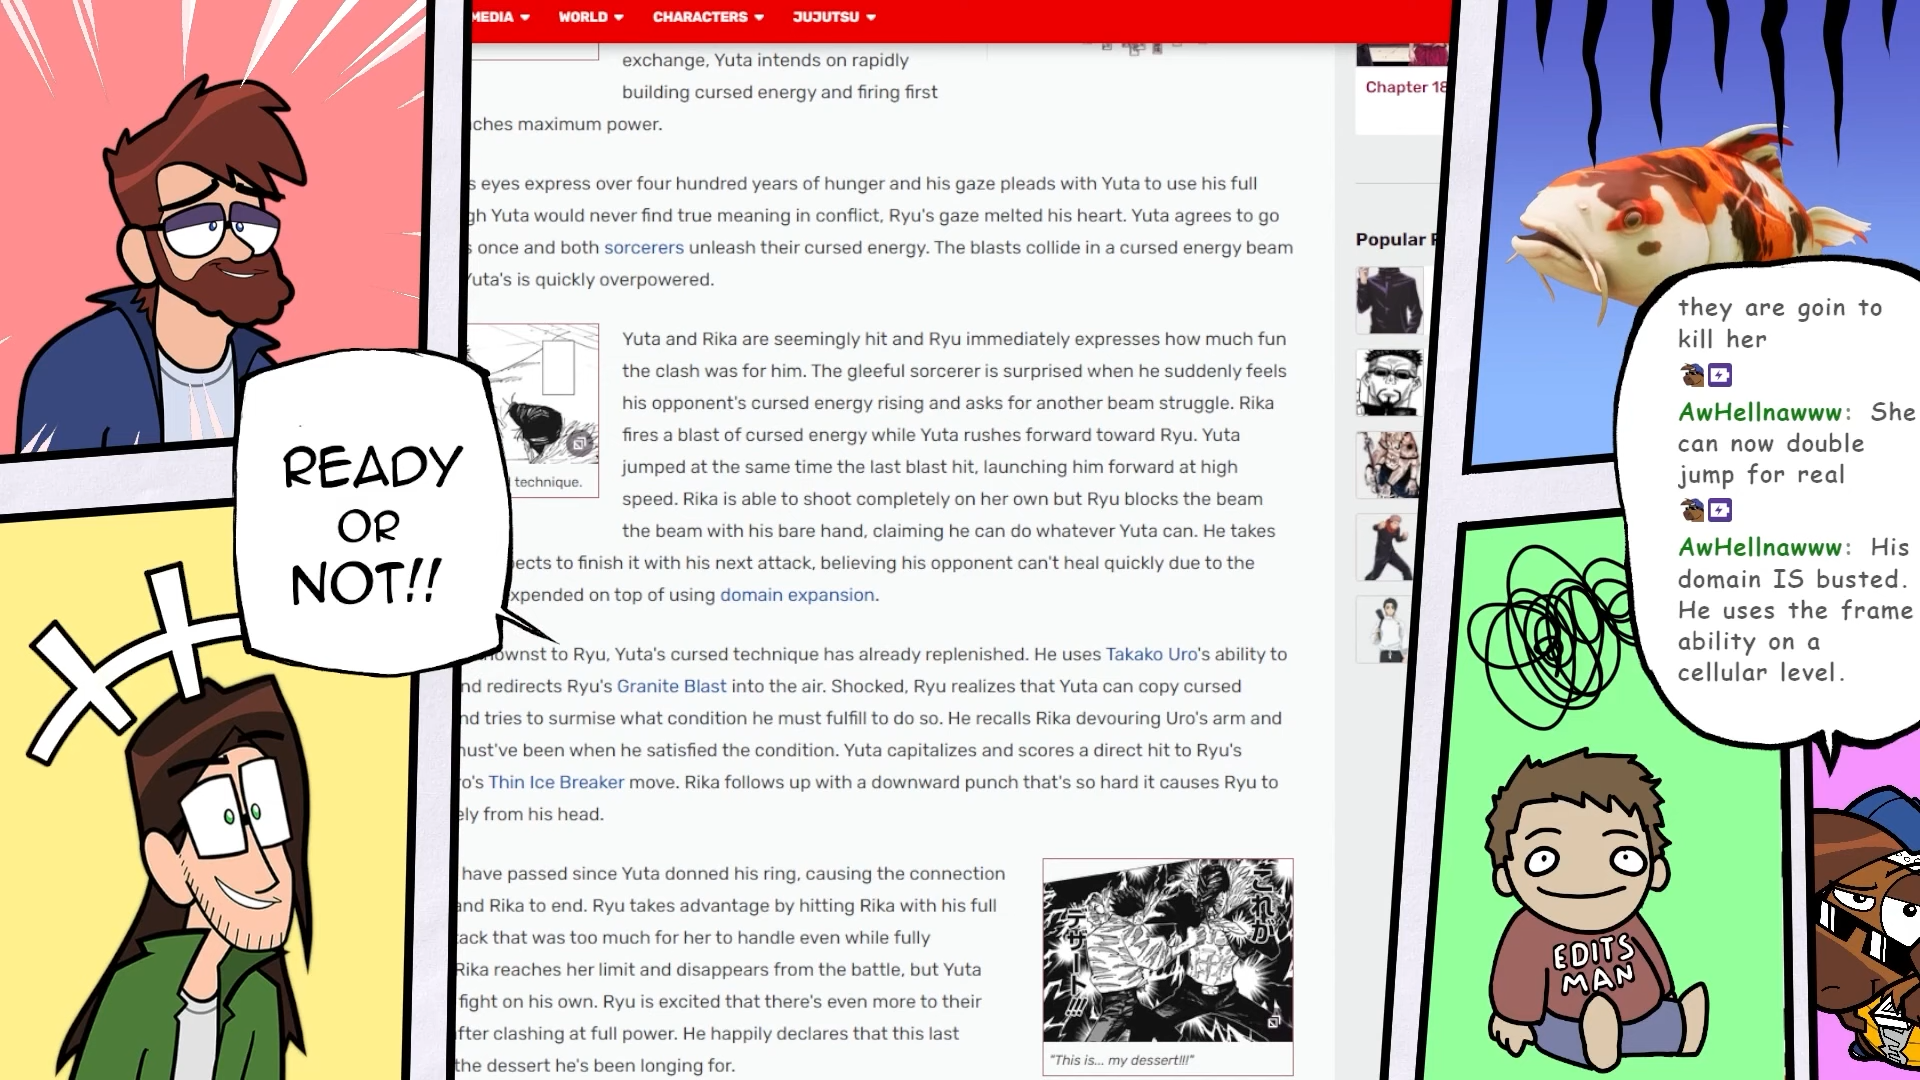 MEDIA
WORLD
CHARACTERS
JUJUTSU
exchange, Yuta intends on rapidly
building cursed energy and firing first
ches maximum power.
s eyes express over four hundred years of hunger and his gaze pleads with Yuta to use his full
gh Yuta would never find true meaning in conflict, Ryu's gaze melted his heart. Yuta agrees to go
s once and both sorcerers unleash their cursed energy. The blasts collide in a cursed energy beam
Yuta's is quickly overpowered.
technique.
Yuta and Rika are seemingly hit and Ryu immediately expresses how much fun
the clash was for him. The gleeful sorcerer is surprised when he suddenly feels
his opponent's cursed energy rising and asks for another beam struggle. Rika
fires a blast of cursed energy while Yuta rushes forward toward Ryu. Yuta
jumped at the same time the last blast hit, launching him forward at high
speed. Rika is able to shoot completely on her own but Ryu blocks the beam
the beam with his bare hand, claiming he can do whatever Yuta can. He takes
pects to finish it with his next attack, believing his opponent can't heal quickly due to the
xpended on top of using domain expansion.
nownst to Ryu, Yuta's cursed technique has already replenished. He uses Takako Uro's ability to
nd redirects Ryu's Granite Blast into the air. Shocked, Ryu realizes that Yuta can copy cursed
nd tries to surmise what condition he must fulfill to do so. He recalls Rika devouring Uro's arm and
ust've been when he satisfied the condition. Yuta capitalizes and scores a direct hit to Ryu's
ro's Thin Ice Breaker move. Rika follows up with a downward punch that's so hard it causes Ryu to
ely from his head.
have passed since Yuta donned his ring, causing the connection
and Rika to end. Ryu takes advantage by hitting Rika with his full
tack that was too much for her to handle even while fully
Rika reaches her limit and disappears from the battle, but Yuta
fight on his own. Ryu is excited that there's even more to their
fter clashing at full power. He happily declares that this last
the dessert he's been longing for.
これが
デザート!!!
"This is... my dessert!!!"
Chapter 18
Popular
READY
OR
NOT!!
they are goin to
kill her
AwHellnawww: She
can now double
jump for real
AwHellnawww: His
domain IS busted.
He uses the frame
ability on a
cellular level.
EDITS
MAN